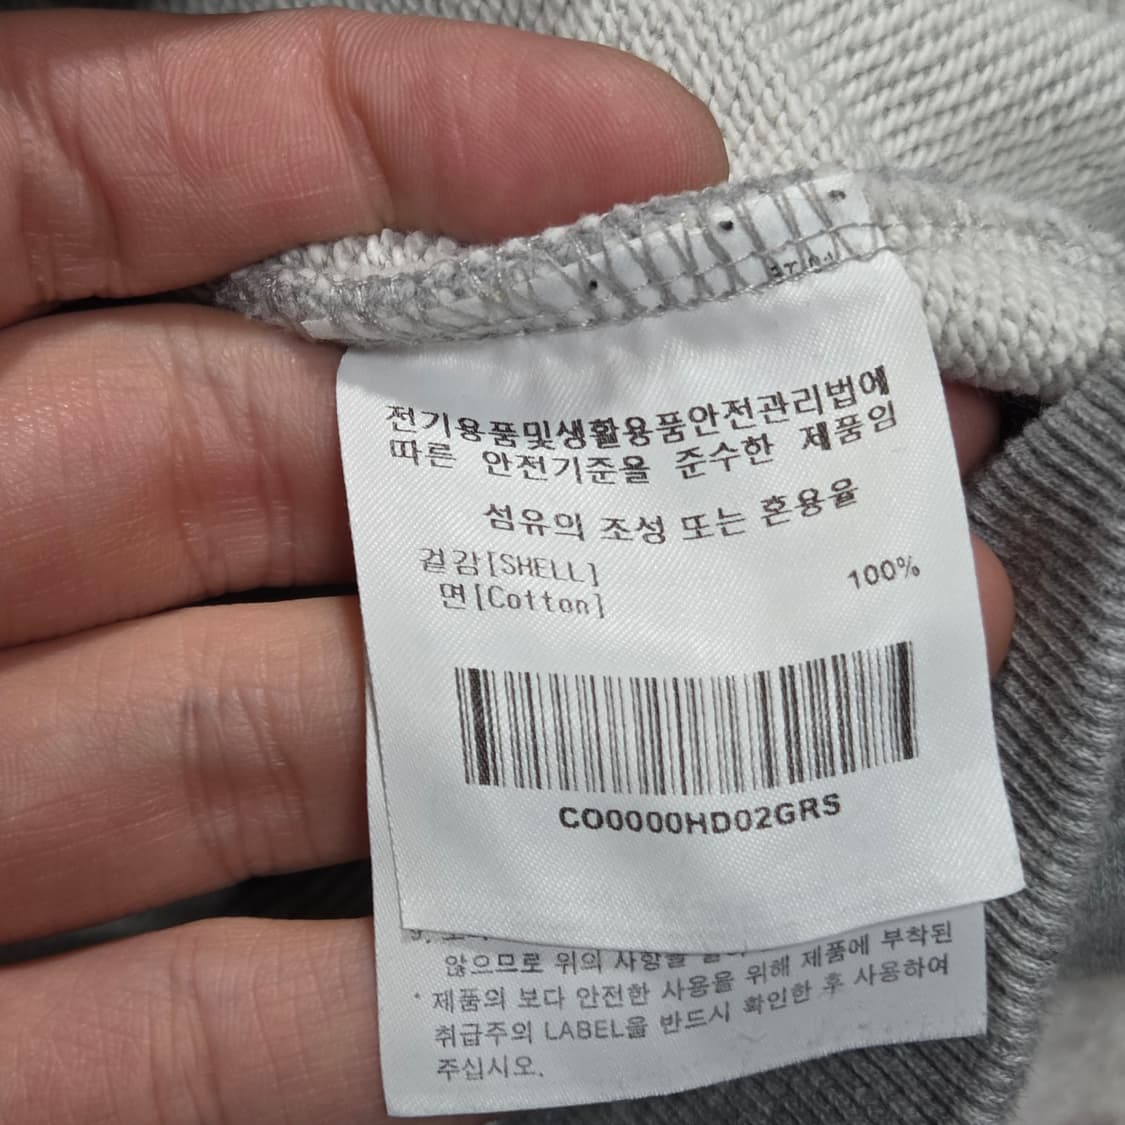 전기용품및생활용품안전관리법에
따른 안전기준을 준수한 제품임
섬유의 조성 또는 혼용율
겉감[SHELL]
면[Cotton] 100%
CO0000HD02GRS
않으므로 위의 사항을
* 제품의 보다 안전한 사용을 위해 제품에 부착된
취급주의 LABEL을 반드시 확인한 후 사용하여
주십시오.